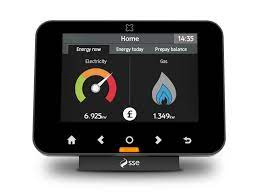 Home 14:35
Energy now Energy today Prepay balance
Electricity Gas
6.925kW 1.349kW
£
sse